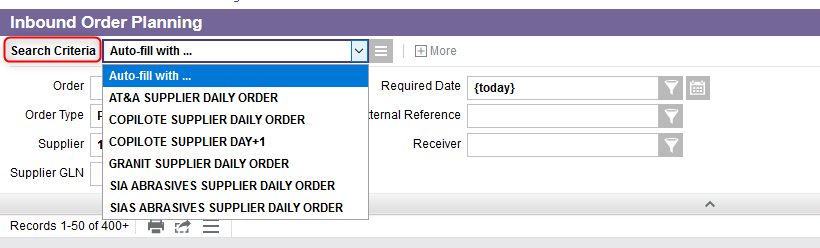 Inbound Order Planning
Search Criteria Auto-fill with ... More
Auto-fill with ...
AT&A SUPPLIER DAILY ORDER
COPILOTE SUPPLIER DAILY ORDER
COPILOTE SUPPLIER DAY+1
GRANIT SUPPLIER DAILY ORDER
SIA ABRASIVES SUPPLIER DAILY ORDER
SIAS ABRASIVES SUPPLIER DAILY ORDER
Order Required Date {today}
Order Type Reference
Supplier 1 Receiver
Supplier GLN
Records 1-50 of 400+